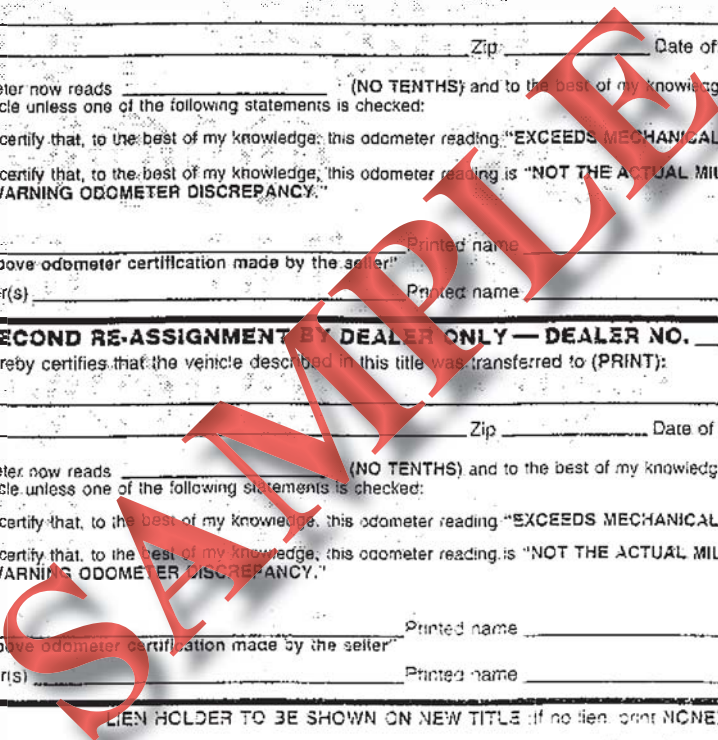 Zip Date of
eter now reads (NO TENTHS) and to the best of my knowledg
cle unless one of the following statements is checked:
certify that, to the best of my knowledge, this odometer reading "EXCEEDS MECHANICAL
certify that, to the best of my knowledge, this odometer reading is "NOT THE ACTUAL MIL
WARNING ODOMETER DISCREPANCY."
Printed name
bove odometer certification made by the seller"
r(s) Printed name
ECOND RE-ASSIGNMENT BY DEALER ONLY — DEALER NO.
reby certifies that the vehicle described in this title was transferred to (PRINT):
Zip Date of
eter now reads (NO TENTHS) and to the best of my knowledg
cle unless one of the following statements is checked:
certify that, to the best of my knowledge, this odometer reading "EXCEEDS MECHANICAL
certify that, to the best of my knowledge, this odometer reading is "NOT THE ACTUAL MIL
WARNING ODOMETER DISCREPANCY."
Printed name
bove odometer certification made by the seller"
r(s) Printed name
LIEN HOLDER TO BE SHOWN ON NEW TITLE (If no lien, print NONE
SAMPLE